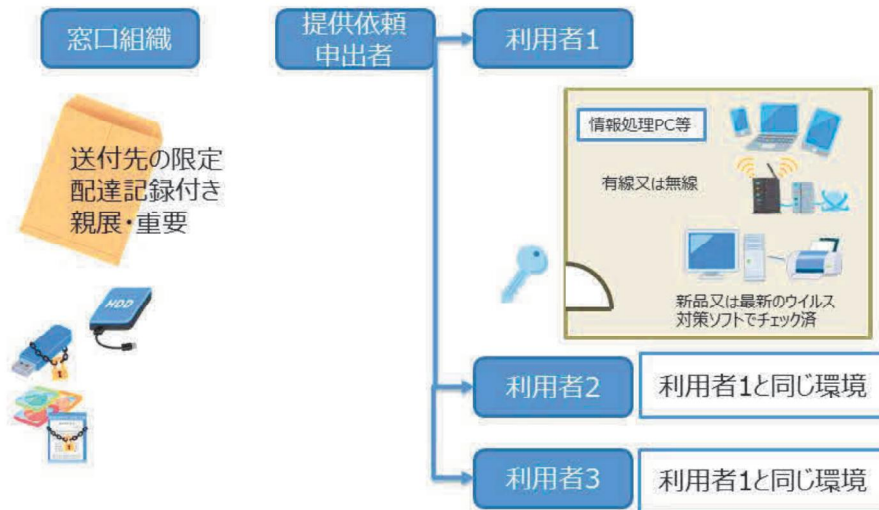 窓口組織
提供依頼
申出者
利用者1
送付先の限定
配達記録付き
親展・重要
HDD
情報処理PC等
有線又は無線
新品又は最新のウイルス
対策ソフトでチェック済
利用者2
利用者1と同じ環境
利用者3
利用者1と同じ環境